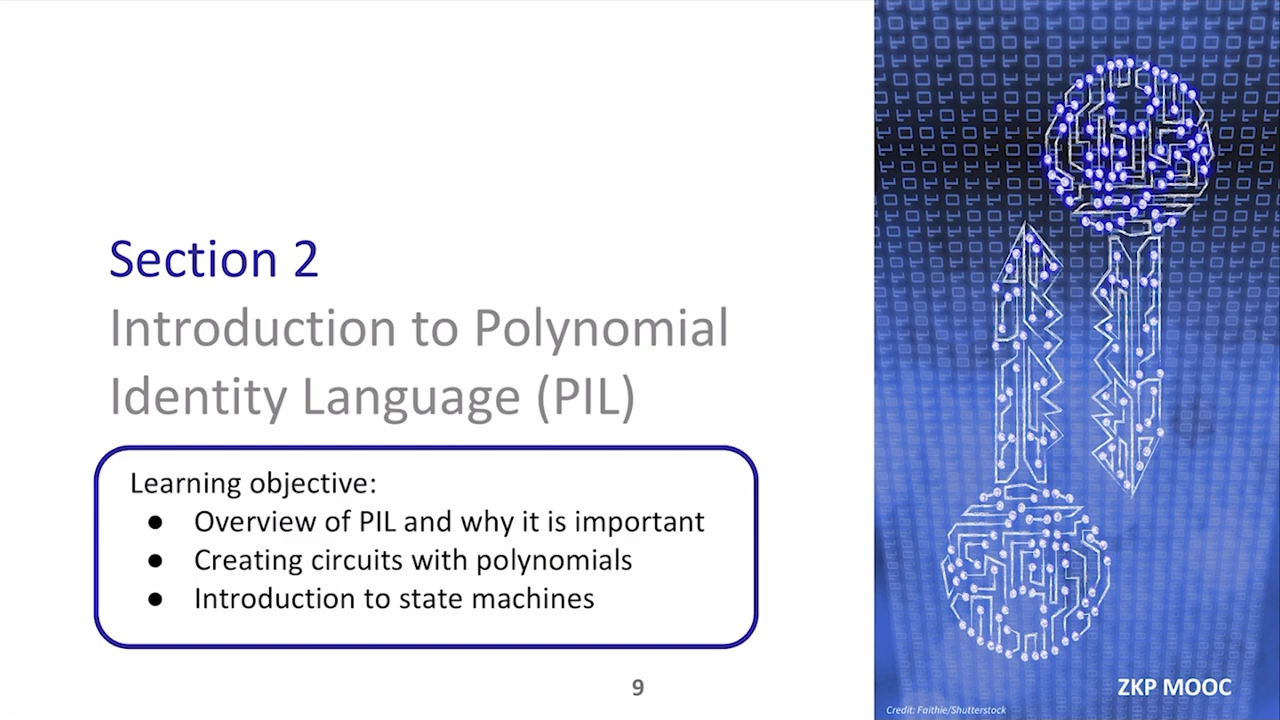 Section 2
Introduction to Polynomial
Identity Language (PIL)
Learning objective:
● Overview of PIL and why it is important
● Creating circuits with polynomials
● Introduction to state machines
9
ZKP MOOC
Credit: Faithie/Shutterstock